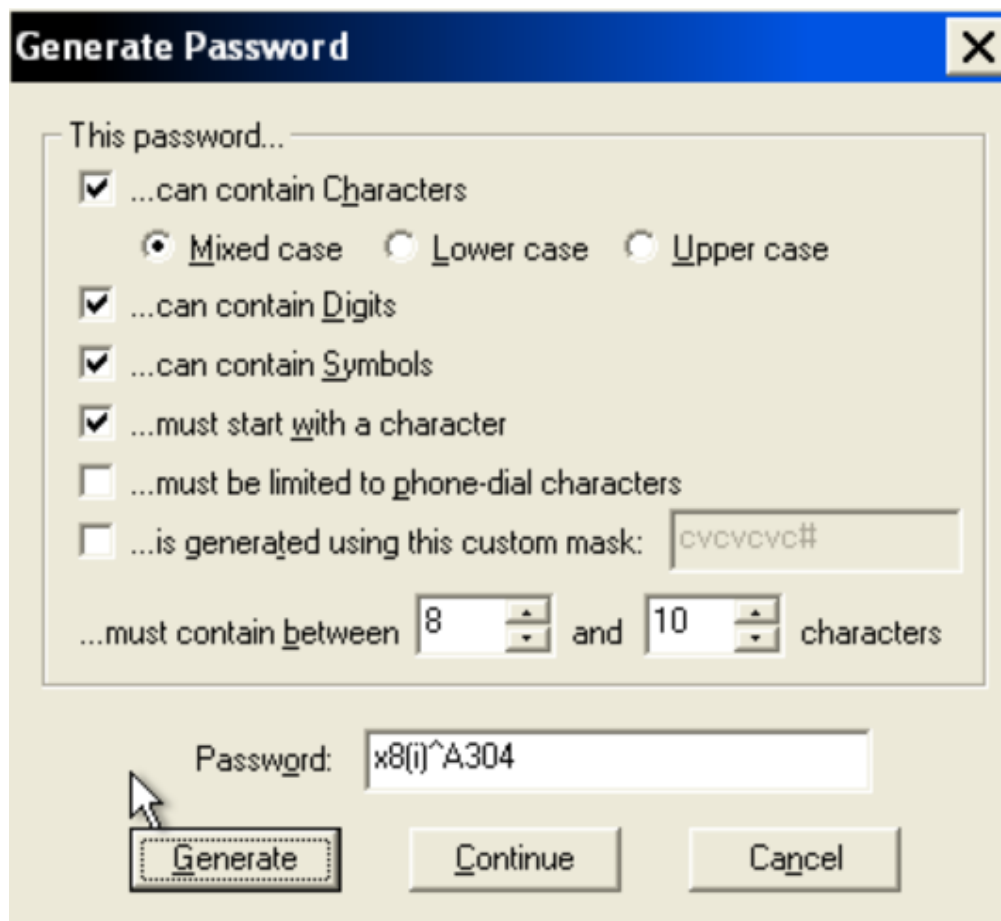 Generate Password
This password...
...can contain Characters
Mixed case Lower case Upper case
...can contain Digits
...can contain Symbols
...must start with a character
...must be limited to phone-dial characters
...is generated using this custom mask: cvcvcvc#
...must contain between 8 and 10 characters
Password: x8(i)^A304
Generate Continue Cancel